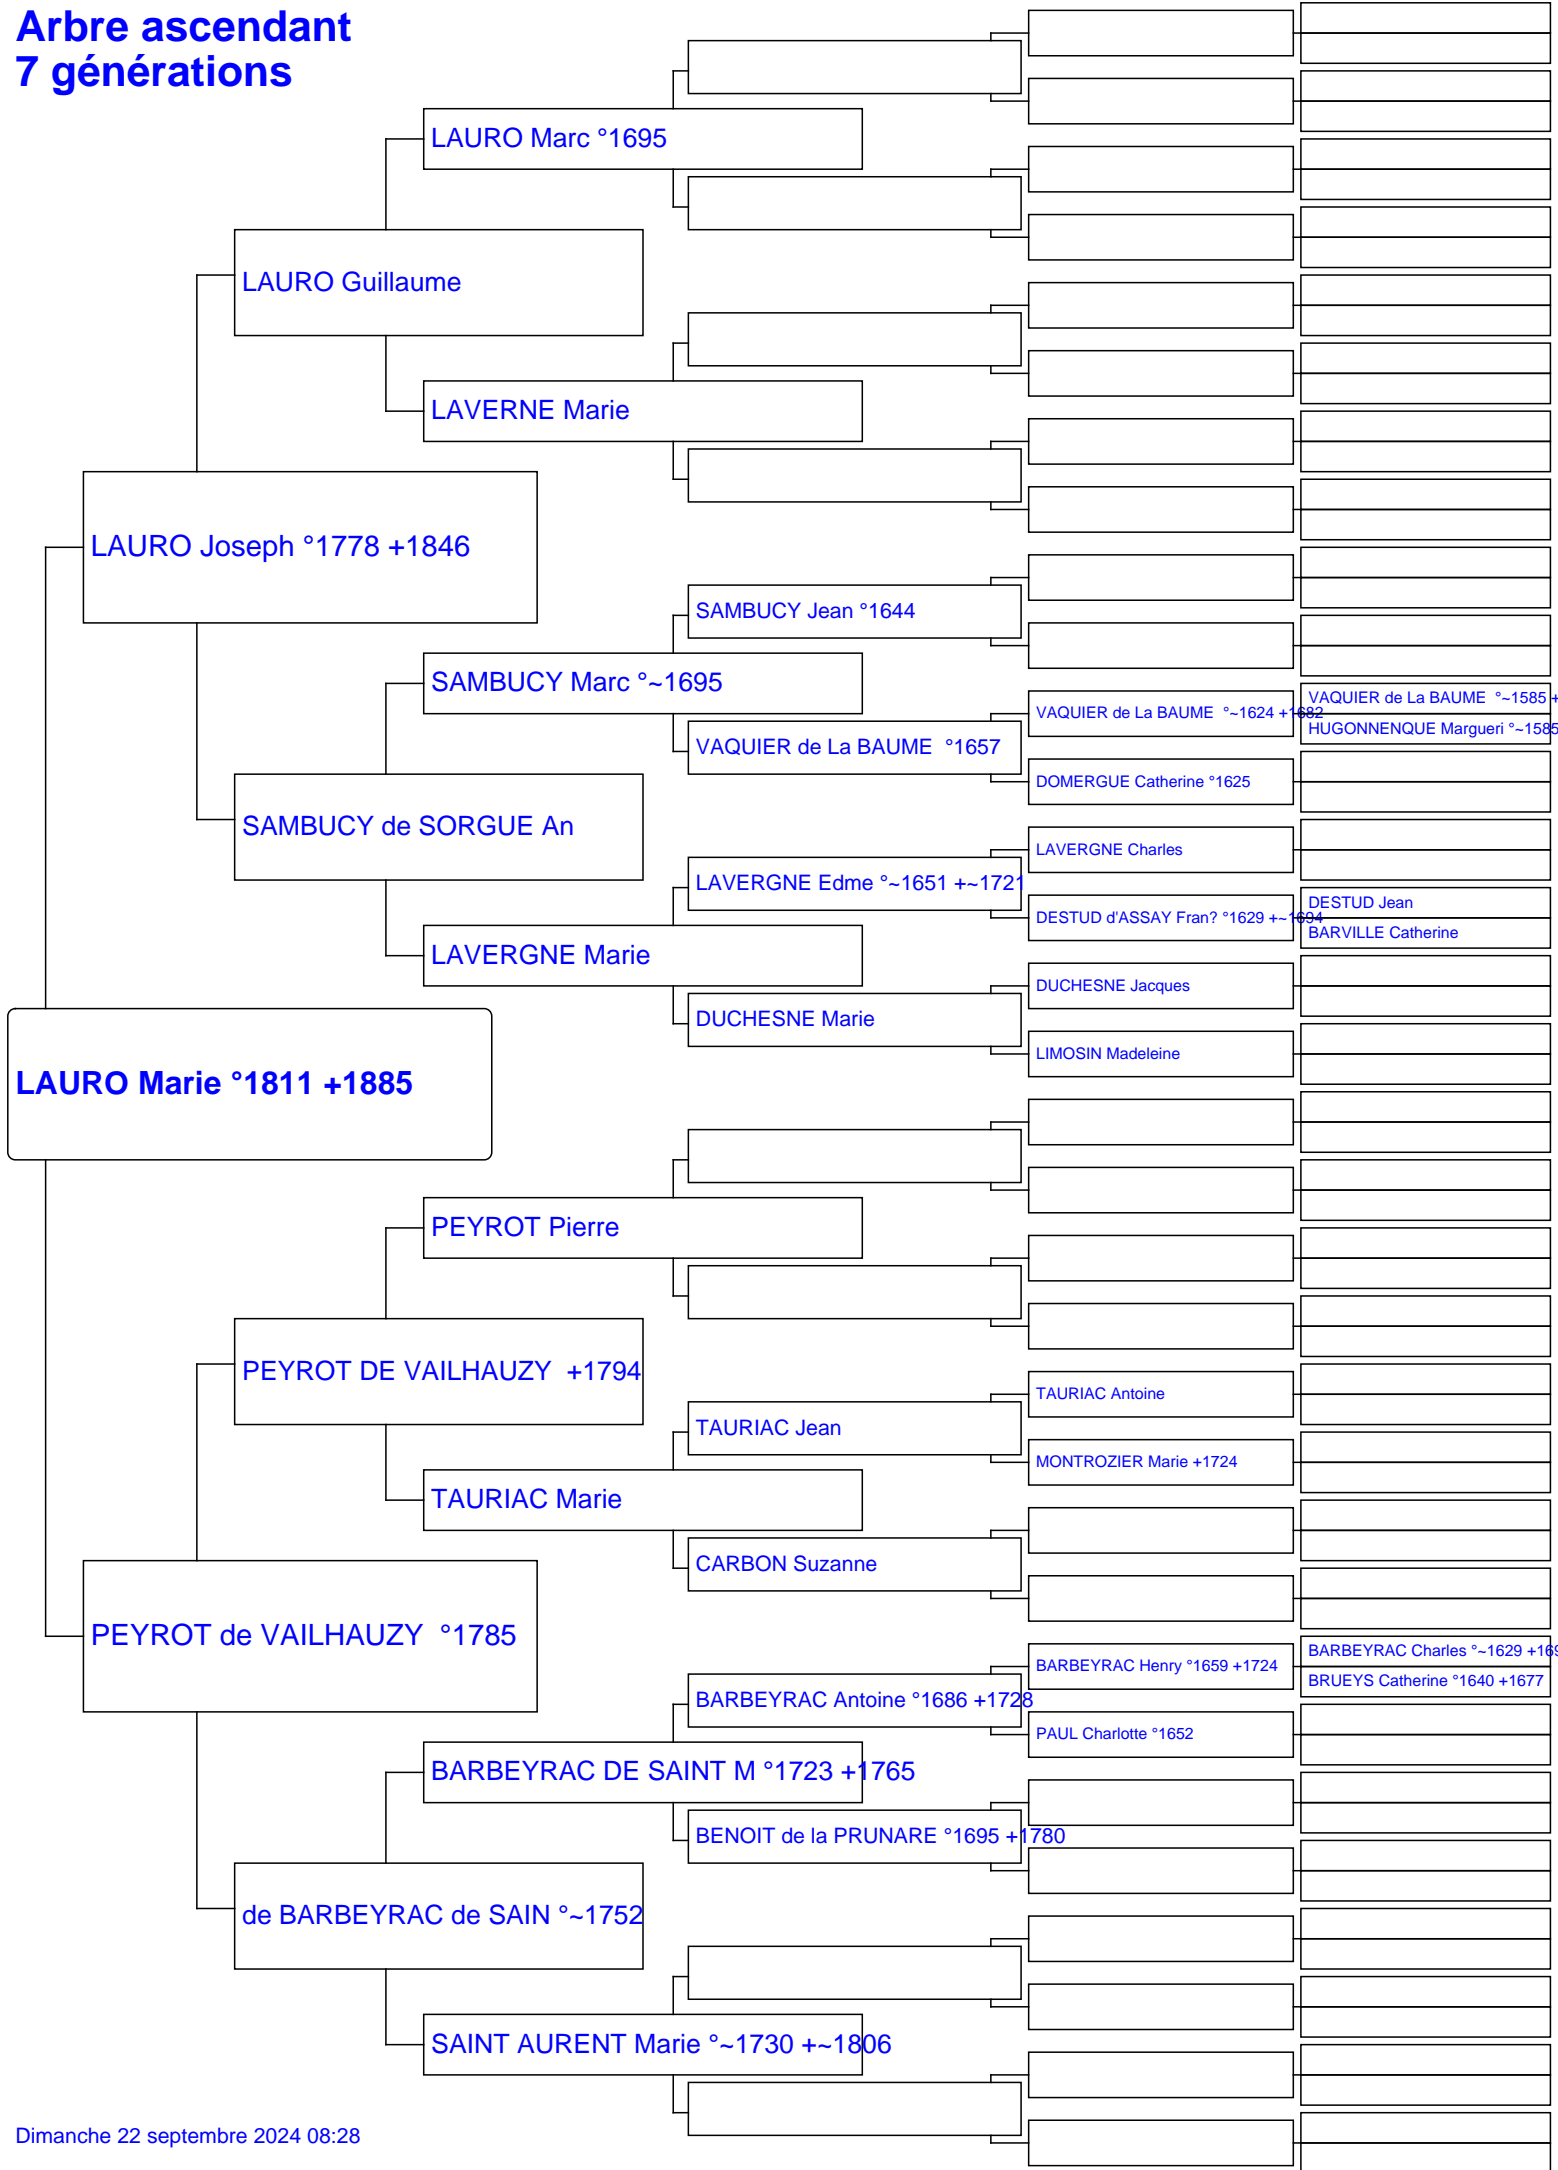 Arbre ascendant
7 générations
LAURO Marc °1695
LAURO Guillaume
LAVERNE Marie
LAURO Joseph °1778 +1846
SAMBUCY Jean °1644
SAMBUCY Marc °~1695
VAQUIER de La BAUME °~1585 +
VAQUIER de La BAUME °~1624 +1682
HUGONNENQUE Margueri °~1585
VAQUIER de La BAUME °1657
DOMERGUE Catherine °1625
SAMBUCY de SORGUE An
LAVERGNE Charles
LAVERGNE Edme °~1651 +~1721
DESTUD Jean
DESTUD d'ASSAY Fran? °1629 +~1694
BARVILLE Catherine
LAVERGNE Marie
DUCHESNE Jacques
DUCHESNE Marie
LIMOSIN Madeleine
LAURO Marie °1811 +1885
PEYROT Pierre
PEYROT DE VAILHAUZY +1794
TAURIAC Antoine
TAURIAC Jean
MONTROZIER Marie +1724
TAURIAC Marie
CARBON Suzanne
PEYROT de VAILHAUZY °1785
BARBEYRAC Charles °~1629 +169
BARBEYRAC Henry °1659 +1724
BRUEYS Catherine °1640 +1677
BARBEYRAC Antoine °1686 +1728
PAUL Charlotte °1652
BARBEYRAC DE SAINT M °1723 +1765
BENOIT de la PRUNARE °1695 +1780
de BARBEYRAC de SAIN °~1752
SAINT AURENT Marie °~1730 +~1806
Dimanche 22 septembre 2024 08:28